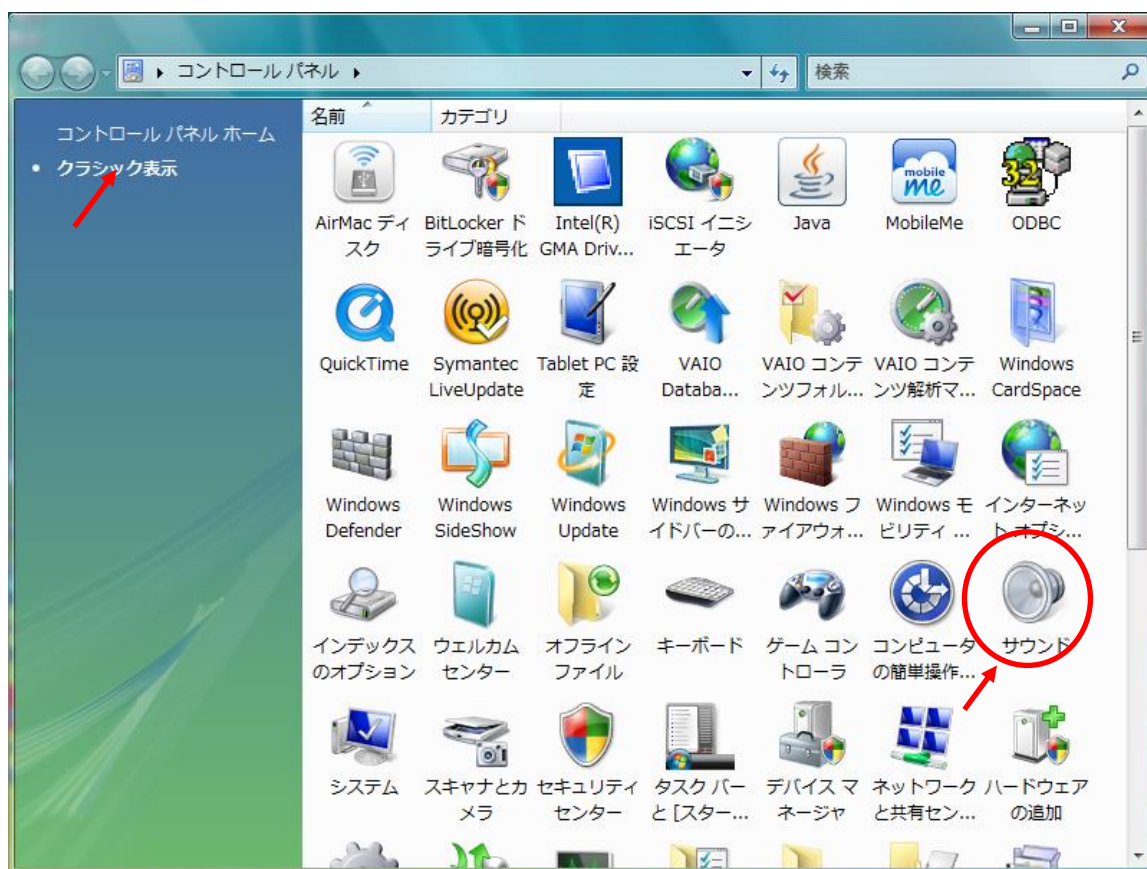 コントロール パネル
検索
コントロール パネル ホーム
クラシック表示
名前 カテゴリ
mobile
me
32
AirMac ディ
スク
BitLocker ド
ライブ暗号化
Intel(R)
GMA Driv...
iSCSI イニシ
エータ
Java
MobileMe
ODBC
QuickTime
Symantec
LiveUpdate
Tablet PC 設
定
VAIO
Databa...
VAIO コンテ
ンツフォル...
VAIO コンテ
ンツ解析マ...
Windows
CardSpace
Windows
Defender
Windows
SideShow
Windows
Update
Windows サ
イドバーの...
Windows フ
ァイアウォ...
Windows モ
ビリティ ...
インターネッ
ト オプシ...
インデックス
のオプション
ウェルカム
センター
オフライン
ファイル
キーボード
ゲーム コン
トローラ
コンピュータ
の簡単操作...
サウンド
システム
スキャナとカ
メラ
セキュリティ
センター
タスク バー
と [スター...
デバイス マ
ネージャ
ネットワーク
と共有セン...
ハードウェア
の追加